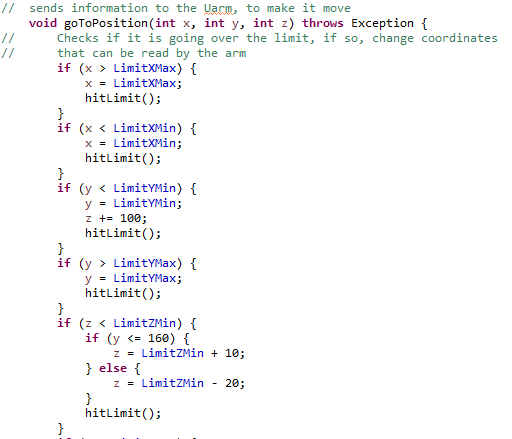 //  sends information to the Uarm, to make it move
    void goToPosition(int x, int y, int z) throws Exception {
//      Checks if it is going over the limit, if so, change coordinates
//      that can be read by the arm
        if (x > LimitXMax) {
            x = LimitXMax;
            hitLimit();
        }
        if (x < LimitXMin) {
            x = LimitXMin;
            hitLimit();
        }
        if (y < LimitYMin) {
            y = LimitYMin;
            z += 100;
            hitLimit();
        }
        if (y > LimitYMax) {
            y = LimitYMax;
            hitLimit();
        }
        if (z < LimitZMin) {
            if (y <= 160) {
                z = LimitZMin + 10;
            } else {
                z = LimitZMin - 20;
            }
            hitLimit();
        }